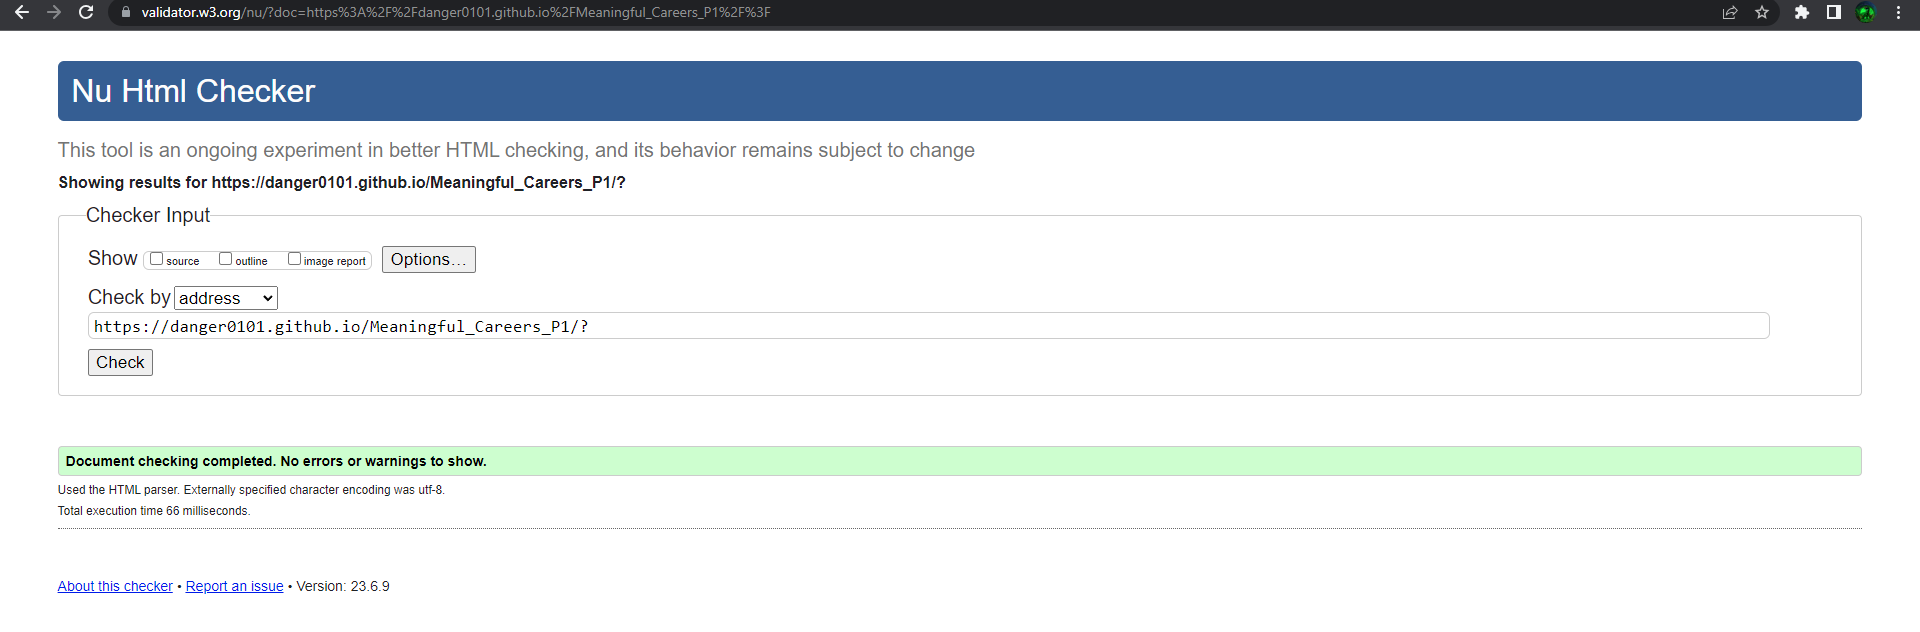 validator.w3.org/nu/?doc=https%3A%2F%2Fdanger0101.github.io%2FMeaningful_Careers_P1%2F%3F
Nu Html Checker
This tool is an ongoing experiment in better HTML checking, and its behavior remains subject to change
Showing results for https://danger0101.github.io/Meaningful_Careers_P1/?
Checker Input
Show source outline image report Options...
Check by address
https://danger0101.github.io/Meaningful_Careers_P1/?
Check
Document checking completed. No errors or warnings to show.
Used the HTML parser. Externally specified character encoding was utf-8.
Total execution time 66 milliseconds.
About this checker • Report an issue • Version: 23.6.9